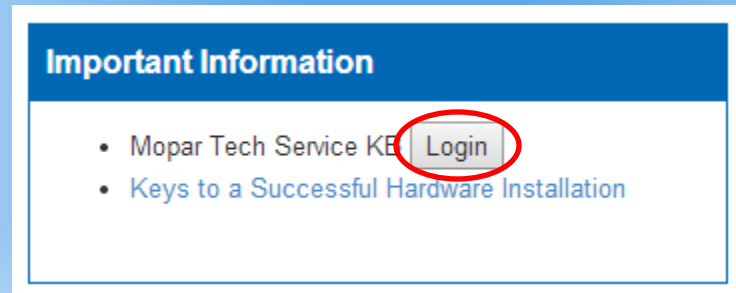 Important Information
Mopar Tech Service KB Login
Keys to a Successful Hardware Installation